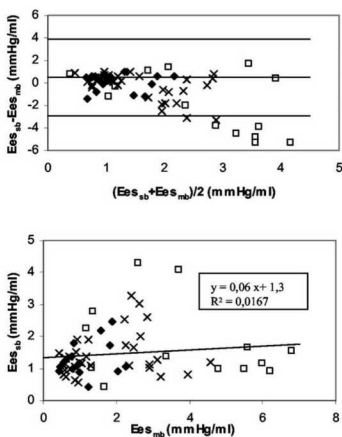 Ees_sb-Ees_mb (mmHg/ml)
6
4
2
0
-2
-4
-6
0 1 2 3 4 5
(Ees_sb+Ees_mb)/2 (mmHg/ml)
Ees_sb (mmHg/ml)
5
4
3
2
1
0
y = 0,06 x+ 1,3
R² = 0,0167
0 2 4 6 8
Ees_mb (mmHg/ml)